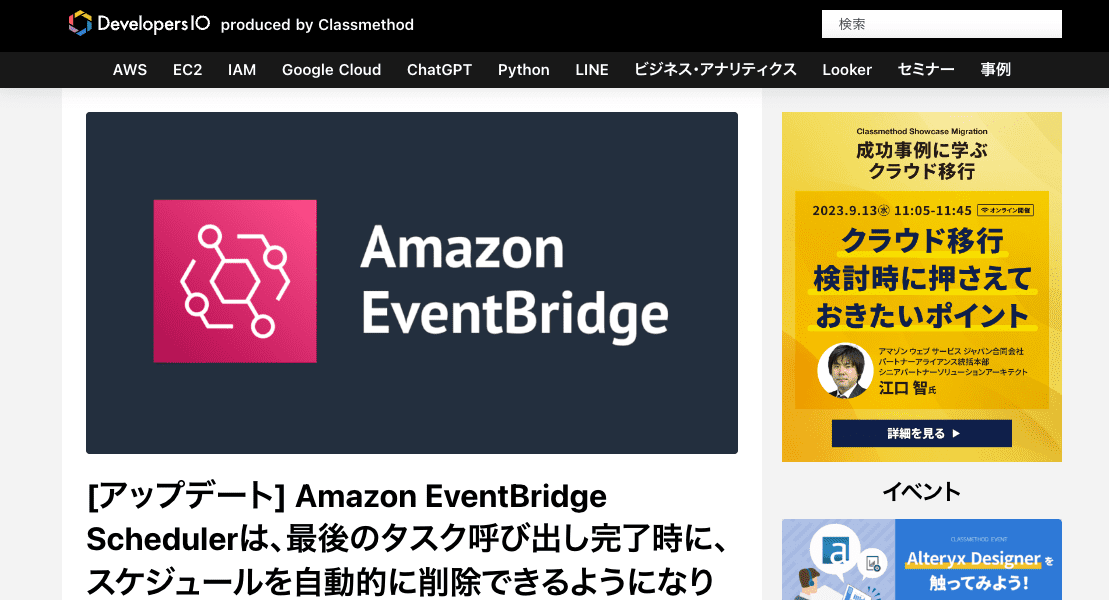 DevelopersIO produced by Classmethod
検索
AWS EC2 IAM Google Cloud ChatGPT Python LINE ビジネス・アナリティクス Looker セミナー 事例
Amazon
EventBridge
[アップデート] Amazon EventBridge
Schedulerは、最後のタスク呼び出し完了時に、
スケジュールを自動的に削除できるようになり
Classmethod Showcase Migration
成功事例に学ぶ
クラウド移行
2023.9.13㊌ 11:05-11:45 オンライン開催
クラウド移行
検討時に押さえて
おきたいポイント
アマゾン ウェブ サービス ジャパン合同会社
パートナーアライアンス統括本部
シニアパートナーソリューションアーキテクト
江口 智氏
詳細を見る ▶
イベント
CLASSMETHOD EVENT
a
Alteryx Designerを
触ってみよう!